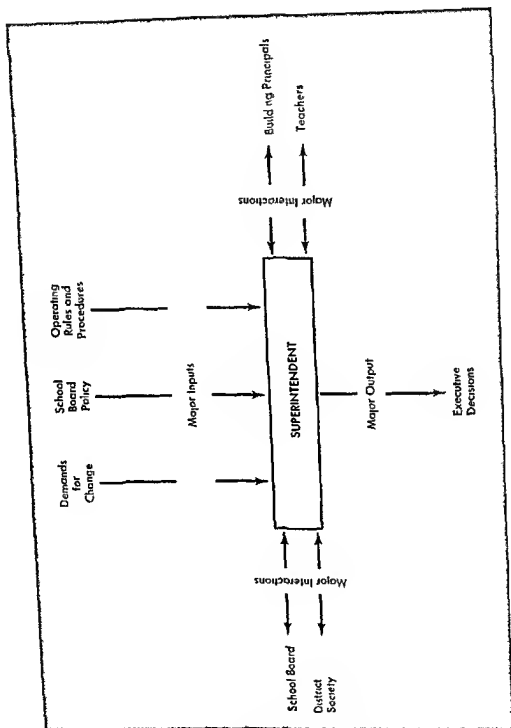 Demands
for
Change
School
Board
Policy
Operating
Rules and
Procedures
Major Inputs
School Board
District
Society
Major Interactions
SUPERINTENDENT
Major Interactions
Building Principals
Teachers
Major Output
Executive
Decisions